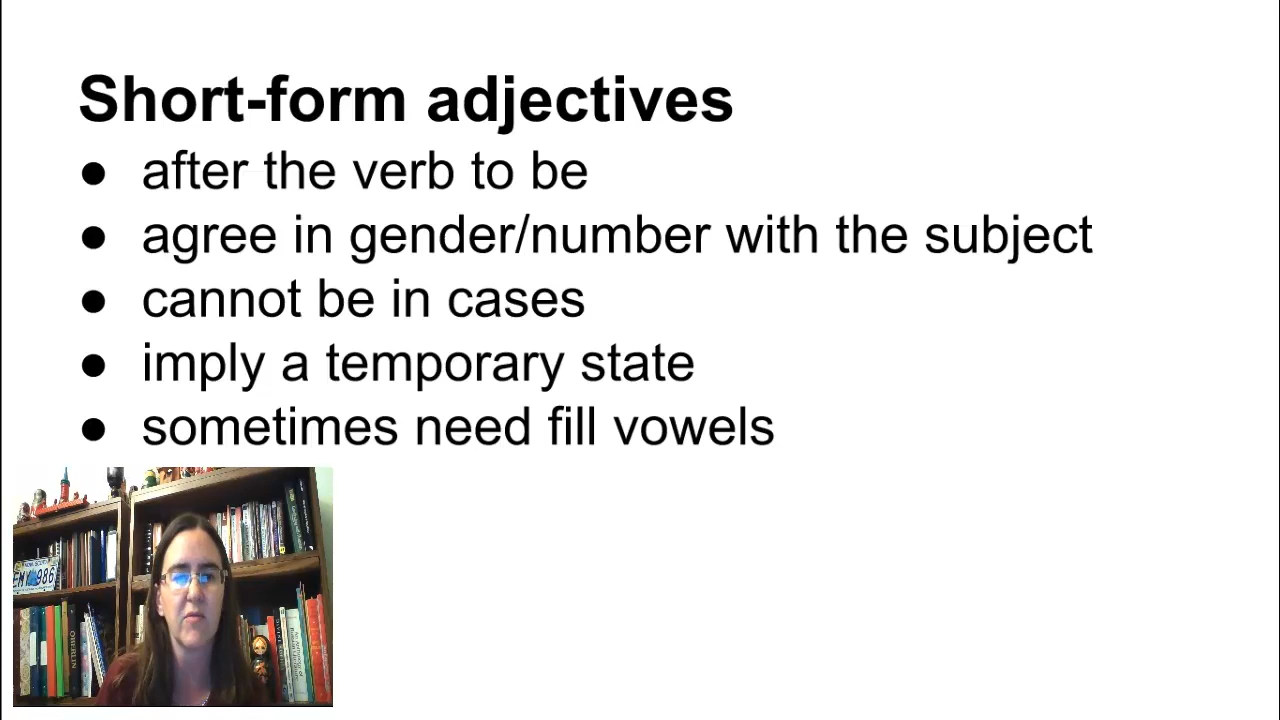 Short-form adjectives
● after the verb to be
● agree in gender/number with the subject
● cannot be in cases
● imply a temporary state
● sometimes need fill vowels
OBERLIN